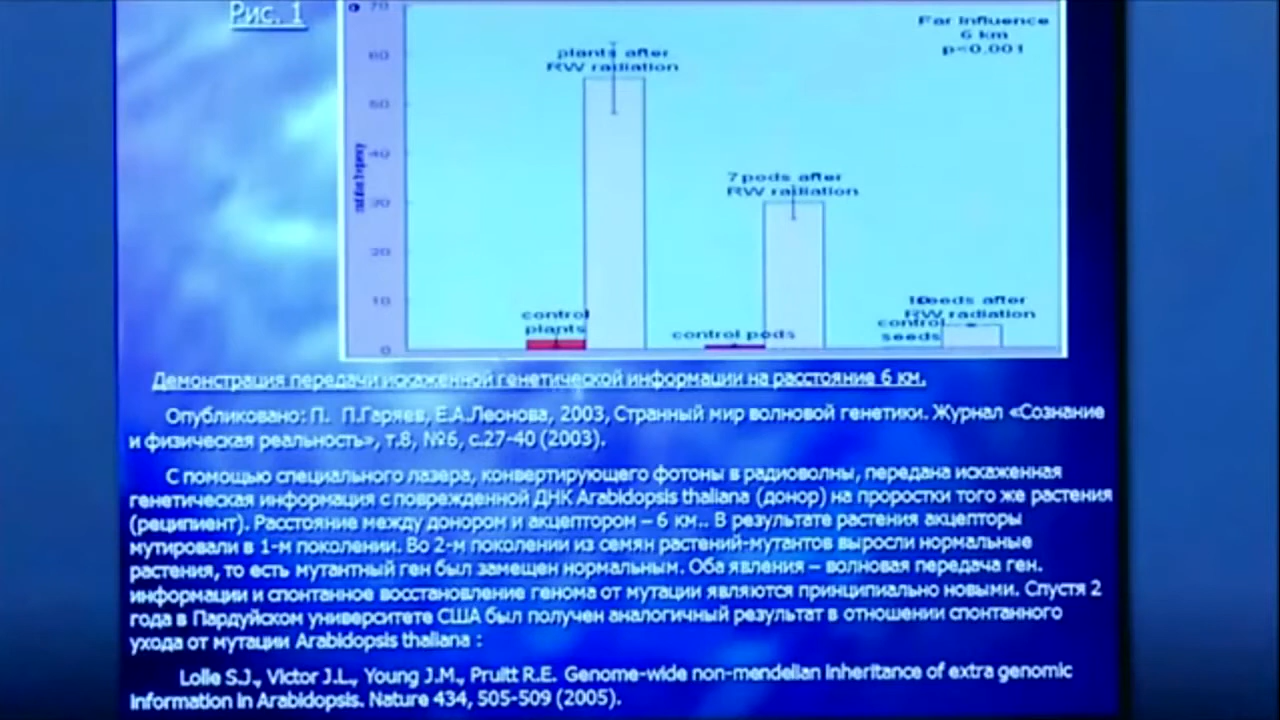 Рис. 1
70
60
50
40
30
20
10
0
Far Influence
6 km
p<0.001
plants after
RW radiation
7 pods after
RW radiation
seeds after
RW radiation
control
plants
control pods
control
seeds
Демонстрация передачи искаженной генетической информации на расстояние 6 км.
Опубликовано: П. П.Гаряев, Е.А.Леонова, 2003, Странный мир волновой генетики. Журнал «Сознание
и физическая реальность», т.8, №6, с.27-40 (2003).
С помощью специального лазера, конвертирующего фотоны в радиоволны, передана искаженная
генетическая информация с поврежденной ДНК Arabidopsis thaliana (донор) на проростки того же растения
(реципиент). Расстояние между донором и акцептором – 6 км.. В результате растения акцепторы
мутировали в 1-м поколении. Во 2-м поколении из семян растений-мутантов выросли нормальные
растения, то есть мутантный ген был замещен нормальным. Оба явления – волновая передача ген.
информации и спонтанное восстановление генома от мутации являются принципиально новыми. Спустя 2
года в Пардуйском университете США был получен аналогичный результат в отношении спонтанного
ухода от мутации Arabidopsis thaliana :
Lolle S.J., Victor J.L., Young J.M., Pruitt R.E. Genome-wide non-mendelian inheritance of extra genomic
information in Arabidopsis. Nature 434, 505-509 (2005).